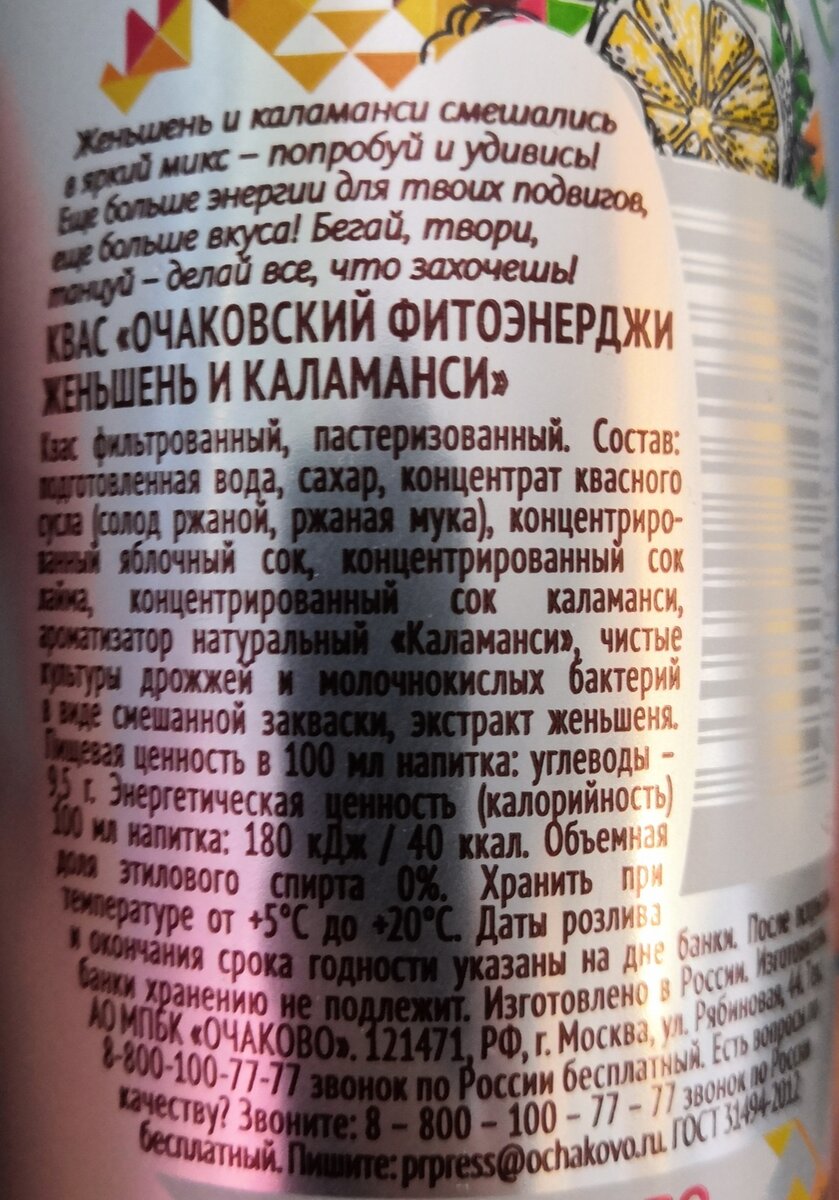 Женьшень и каламанси смешались
в яркий микс – попробуй и удивись!
Еще больше энергии для твоих подвигов,
еще больше вкуса! Бегай, твори,
танцуй – делай все, что захочешь!
КВАС «ОЧАКОВСКИЙ ФИТОЭНЕРДЖИ
ЖЕНЬШЕНЬ И КАЛАМАНСИ»
Квас фильтрованный, пастеризованный. Состав:
подготовленная вода, сахар, концентрат квасного
сусла (солод ржаной, ржаная мука), концентриро-
ванный яблочный сок, концентрированный сок
лайма, концентрированный сок каламанси,
ароматизатор натуральный «Каламанси», чистые
культуры дрожжей и молочнокислых бактерий
в виде смешанной закваски, экстракт женьшеня.
Пищевая ценность в 100 мл напитка: углеводы –
9,5 г. Энергетическая ценность (калорийность)
100 мл напитка: 180 кДж / 40 ккал. Объемная
доля этилового спирта 0%. Хранить при
температуре от +5°C до +20°C. Даты розлива
и окончания срока годности указаны на дне банки. После
банки хранению не подлежит. Изготовлено в России.
АО МПБК «ОЧАКОВО». 121471, РФ, г. Москва, ул. Рябиновая, 44.
8-800-100-77-77 звонок по России бесплатный. Есть вопросы по
качеству? Звоните: 8 – 800 – 100 – 77 – 77 звонок по России
бесплатный. Пишите: prpress@ochakovo.ru. ГОСТ 31494-2012